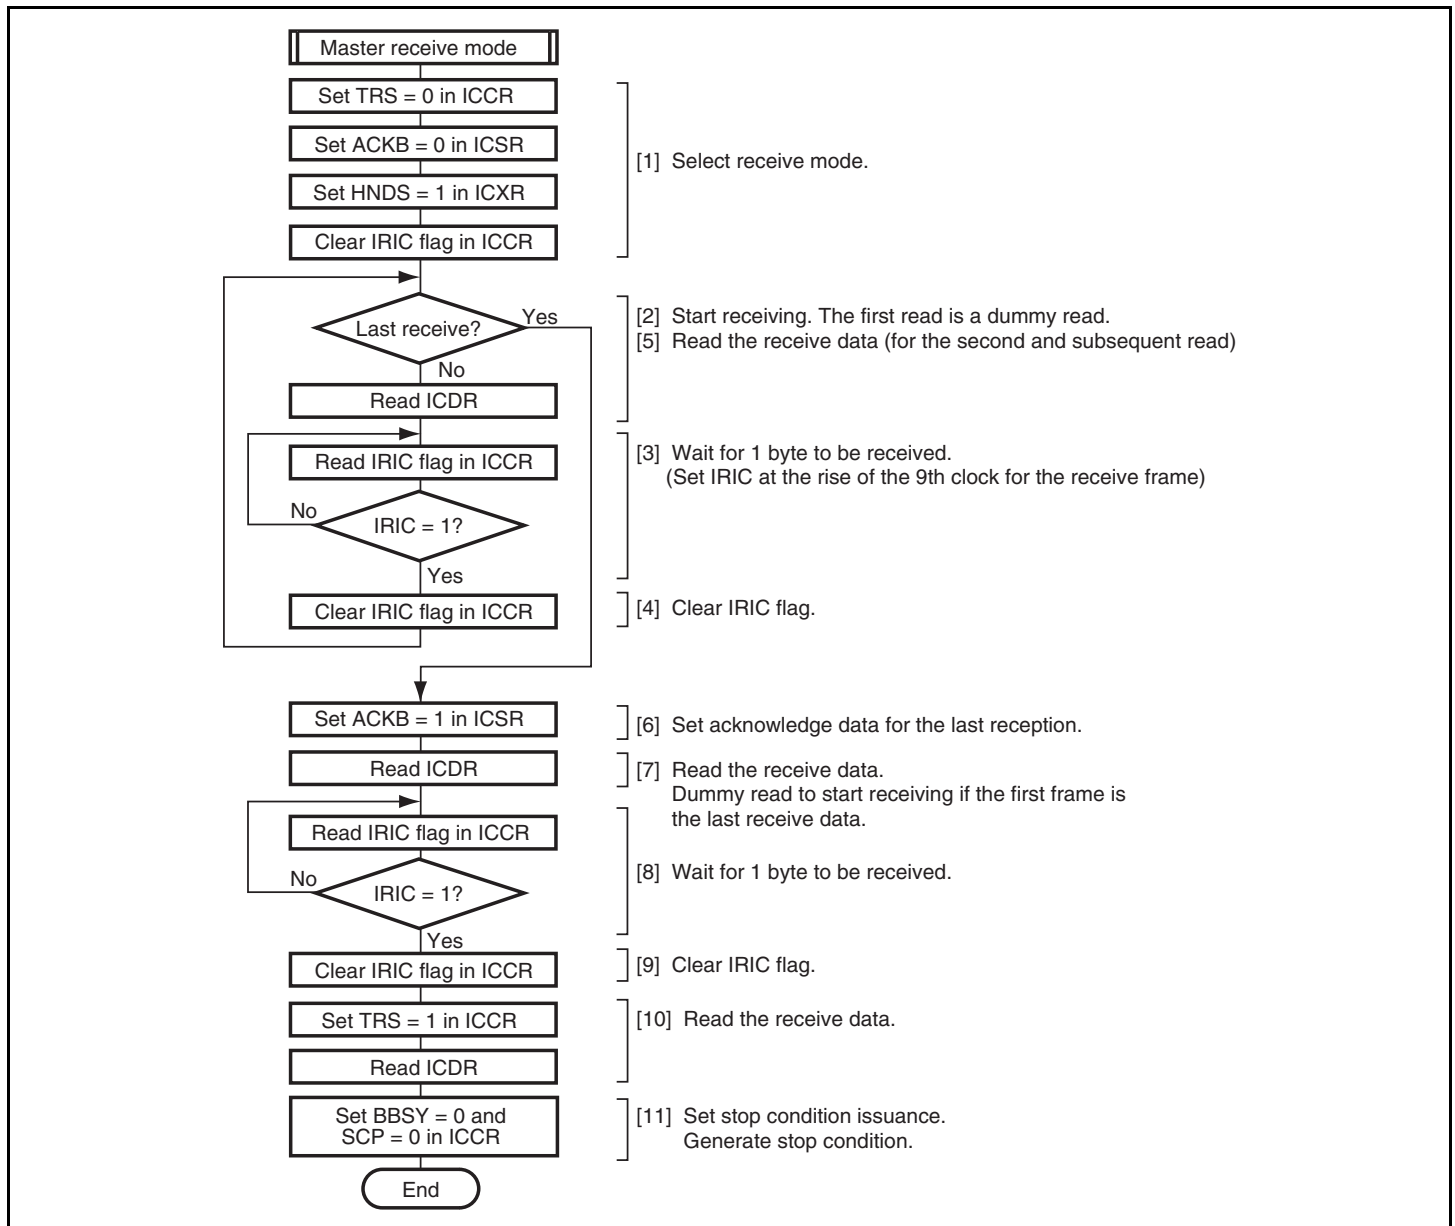 Master receive mode
Set TRS = 0 in ICCR
Set ACKB = 0 in ICSR
[1] Select receive mode.
Set HNDS = 1 in ICXR
Clear IRIC flag in ICCR
Last receive?
Yes
[2] Start receiving. The first read is a dummy read.
[5] Read the receive data (for the second and subsequent read)
No
Read ICDR
Read IRIC flag in ICCR
[3] Wait for 1 byte to be received.
(Set IRIC at the rise of the 9th clock for the receive frame)
No
IRIC = 1?
Yes
Clear IRIC flag in ICCR
[4] Clear IRIC flag.
Set ACKB = 1 in ICSR
[6] Set acknowledge data for the last reception.
Read ICDR
[7] Read the receive data.
Dummy read to start receiving if the first frame is
the last receive data.
Read IRIC flag in ICCR
No
IRIC = 1?
[8] Wait for 1 byte to be received.
Yes
Clear IRIC flag in ICCR
[9] Clear IRIC flag.
Set TRS = 1 in ICCR
[10] Read the receive data.
Read ICDR
Set BBSY = 0 and
SCP = 0 in ICCR
[11] Set stop condition issuance.
Generate stop condition.
End